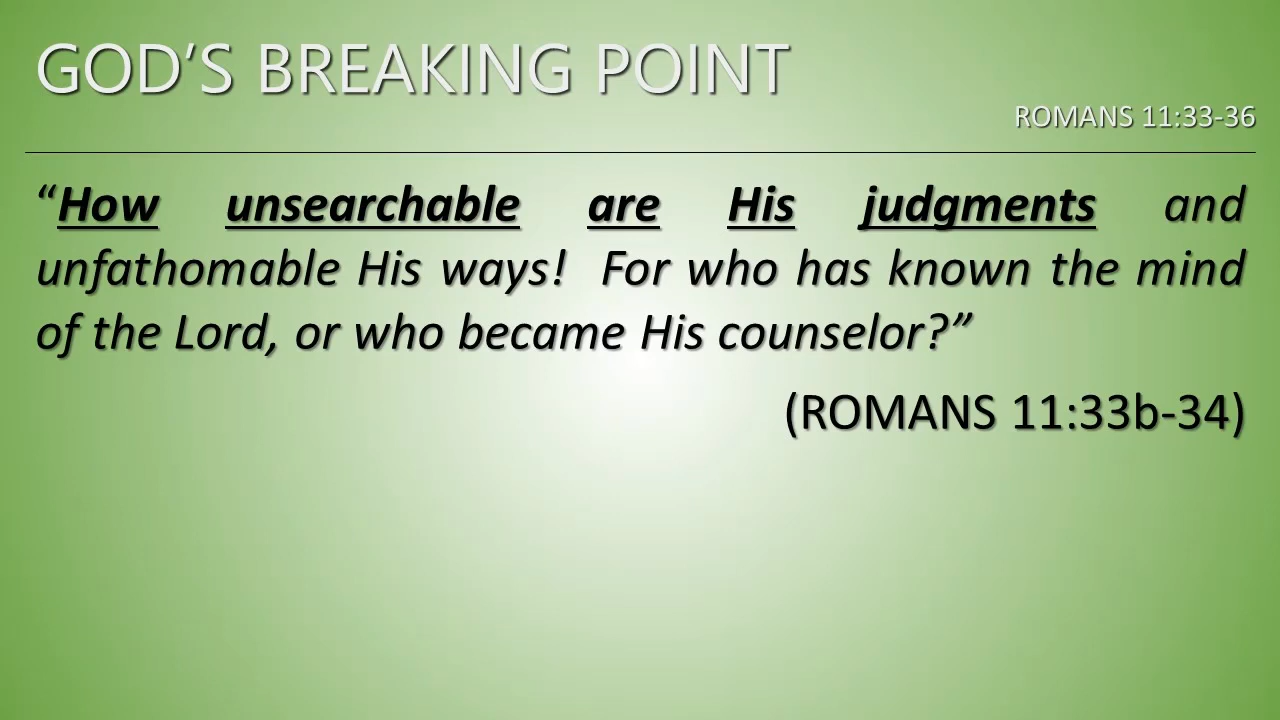 GOD’S BREAKING POINT
ROMANS 11:33-36
“How unsearchable are His judgments and
unfathomable His ways!  For who has known the mind
of the Lord, or who became His counselor?”
(ROMANS 11:33b-34)